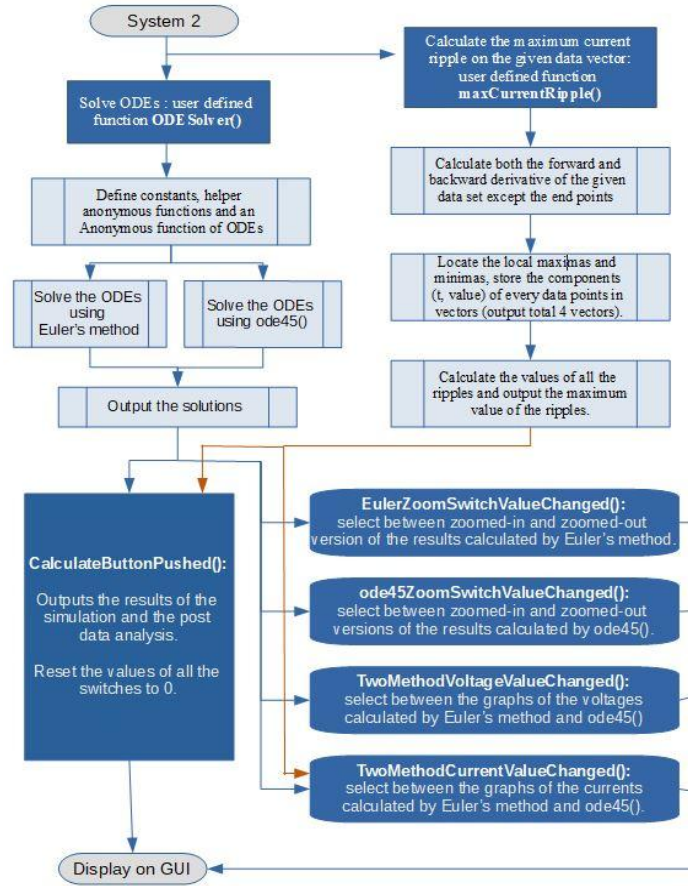 System 2
Solve ODEs : user defined
function ODESolver()
Define constants, helper
anonymous functions and an
Anonymous function of ODEs
Solve the ODEs
using
Euler's method
Solve the ODEs
using ode45()
Output the solutions
Calculate the maximum current
ripple on the given data vector:
user defined function
maxCurrentRipple()
Calculate both the forward and
backward derivative of the given
data set except the end points
Locate the local maximas and
minimas, store the components
(t, value) of every data points in
vectors (output total 4 vectors).
Calculate the values of all the
ripples and output the maximum
value of the ripples.
CalculateButtonPushed():
Outputs the results of the
simulation and the post
data analysis.
Reset the values of all the
switches to 0.
EulerZoomSwitchValueChanged():
select between zoomed-in and zoomed-out
version of the results calculated by Euler's method.
ode45ZoomSwitchValueChanged():
select between zoomed-in and zoomed-out
versions of the results calculated by ode45().
TwoMethodVoltageValueChanged():
select between the graphs of the voltages
calculated by Euler's method and ode45()
TwoMethodCurrentValueChanged():
select between the graphs of the currents
calculated by Euler's method and ode45().
Display on GUI